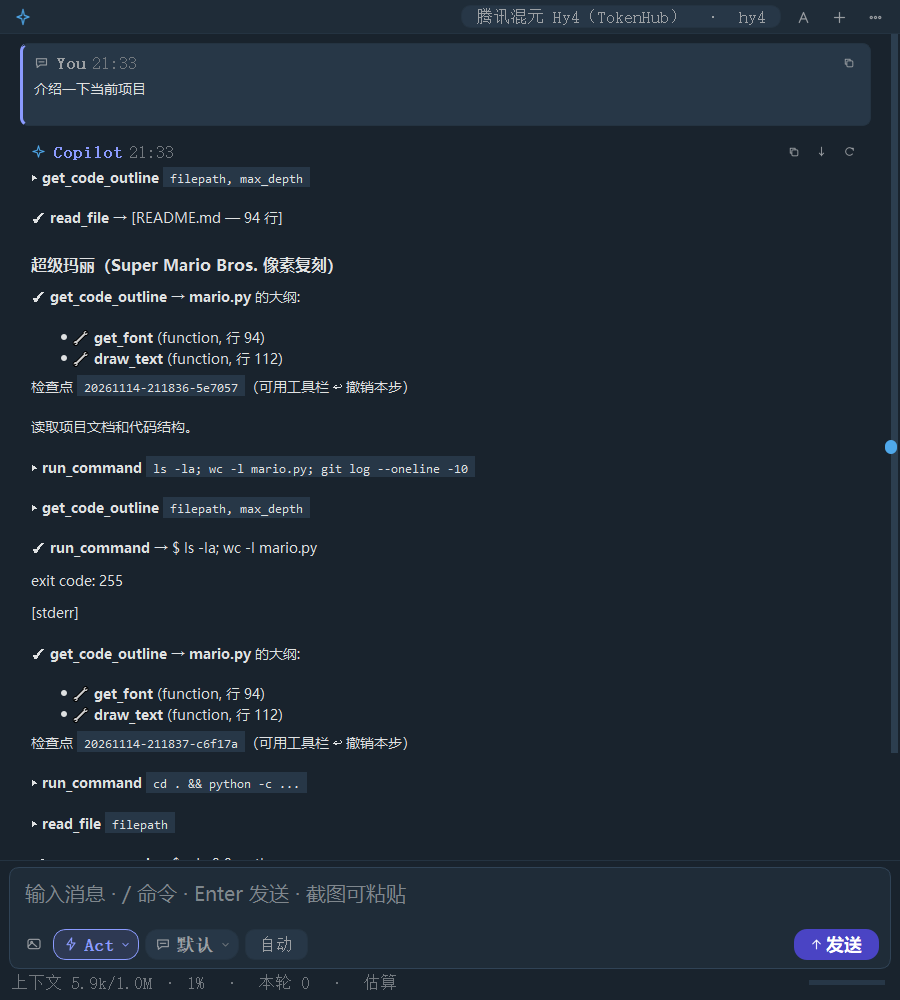 腾讯混元 Hy4（TokenHub） · hy4 A
You 21:33
介绍一下当前项目
Copilot 21:33
get_code_outline filepath, max_depth
✓ read_file → [README.md — 94 行]
超级玛丽（Super Mario Bros. 像素复刻）
✓ get_code_outline → mario.py 的大纲:
• get_font (function, 行 94)
• draw_text (function, 行 112)
检查点 20261114-211836-5e7057 （可用工具栏 ↩ 撤销本步）
读取项目文档和代码结构。
run_command ls -la; wc -l mario.py; git log --oneline -10
get_code_outline filepath, max_depth
✓ run_command → $ ls -la; wc -l mario.py
exit code: 255
[stderr]
✓ get_code_outline → mario.py 的大纲:
• get_font (function, 行 94)
• draw_text (function, 行 112)
检查点 20261114-211837-c6f17a （可用工具栏 ↩ 撤销本步）
run_command cd . && python -c ...
read_file filepath
输入消息 · / 命令 · Enter 发送 · 截图可粘贴
Act 默认 自动 ↑ 发送
上下文 5.9k/1.0M · 1% · 本轮 0 · 估算